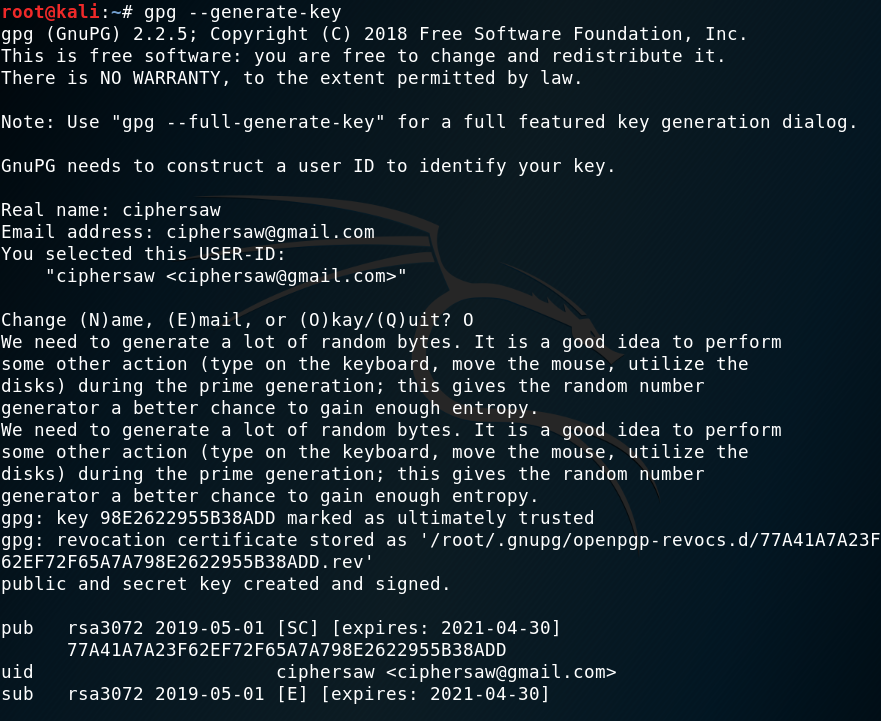 root@kali:~# gpg --generate-key
gpg (GnuPG) 2.2.5; Copyright (C) 2018 Free Software Foundation, Inc.
This is free software: you are free to change and redistribute it.
There is NO WARRANTY, to the extent permitted by law.

Note: Use "gpg --full-generate-key" for a full featured key generation dialog.

GnuPG needs to construct a user ID to identify your key.

Real name: ciphersaw
Email address: ciphersaw@gmail.com
You selected this USER-ID:
    "ciphersaw <ciphersaw@gmail.com>"

Change (N)ame, (E)mail, or (O)kay/(Q)uit? O
We need to generate a lot of random bytes. It is a good idea to perform
some other action (type on the keyboard, move the mouse, utilize the
disks) during the prime generation; this gives the random number
generator a better chance to gain enough entropy.
We need to generate a lot of random bytes. It is a good idea to perform
some other action (type on the keyboard, move the mouse, utilize the
disks) during the prime generation; this gives the random number
generator a better chance to gain enough entropy.
gpg: key 98E2622955B38ADD marked as ultimately trusted
gpg: revocation certificate stored as '/root/.gnupg/openpgp-revocs.d/77A41A7A23F
62EF72F65A7A798E2622955B38ADD.rev'
public and secret key created and signed.

pub   rsa3072 2019-05-01 [SC] [expires: 2021-04-30]
      77A41A7A23F62EF72F65A7A798E2622955B38ADD
uid                      ciphersaw <ciphersaw@gmail.com>
sub   rsa3072 2019-05-01 [E] [expires: 2021-04-30]